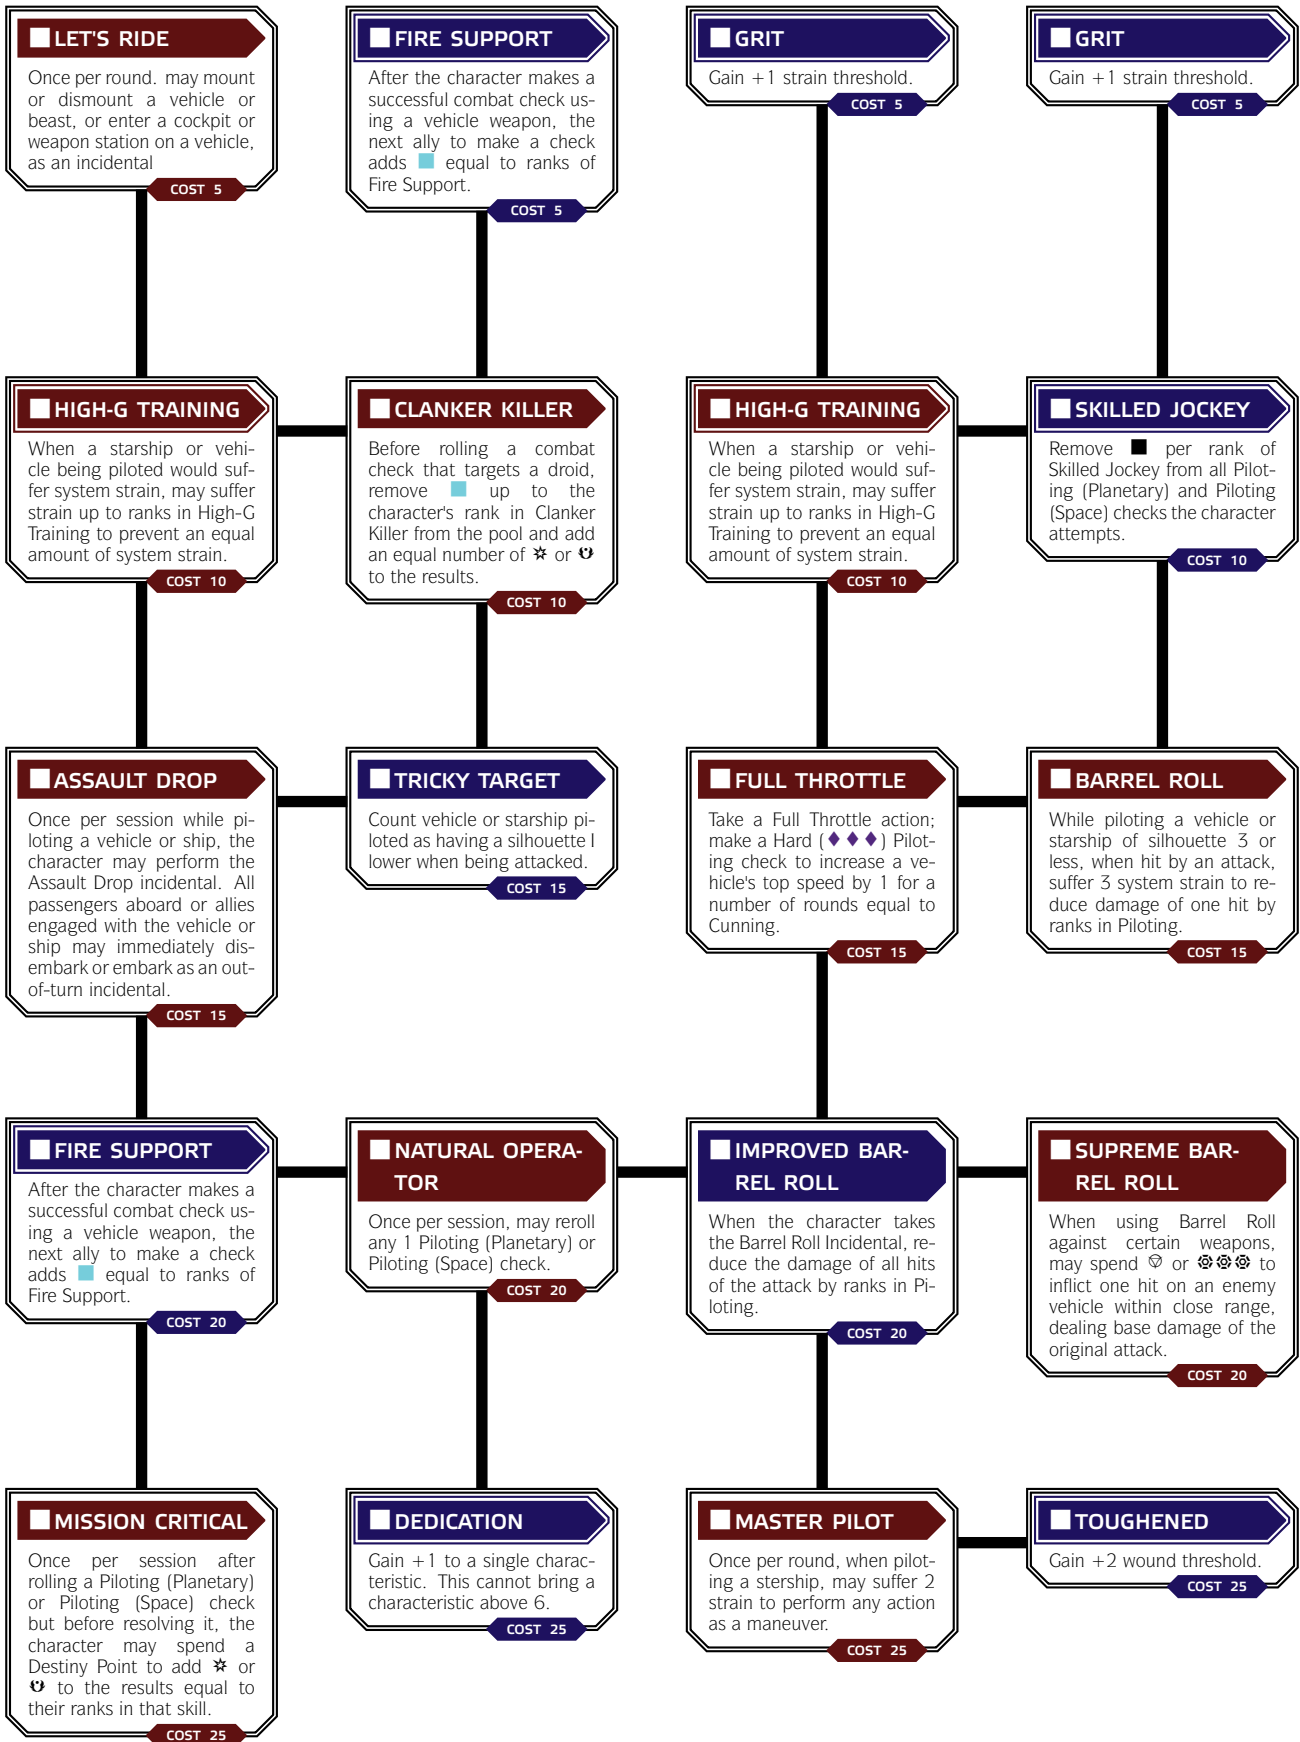 LET'S RIDE
Once per round. may mount
or dismount a vehicle or
beast, or enter a cockpit or
weapon station on a vehicle,
as an incidental
COST 5
FIRE SUPPORT
After the character makes a
successful combat check us-
ing a vehicle weapon, the
next ally to make a check
adds equal to ranks of
Fire Support.
COST 5
GRIT
Gain +1 strain threshold.
COST 5
GRIT
Gain +1 strain threshold.
COST 5
HIGH-G TRAINING
When a starship or vehi-
cle being piloted would suf-
fer system strain, may suffer
strain up to ranks in High-G
Training to prevent an equal
amount of system strain.
COST 10
CLANKER KILLER
Before rolling a combat
check that targets a droid,
remove up to the
character's rank in Clanker
Killer from the pool and add
an equal number of or
to the results.
COST 10
HIGH-G TRAINING
When a starship or vehi-
cle being piloted would suf-
fer system strain, may suffer
strain up to ranks in High-G
Training to prevent an equal
amount of system strain.
COST 10
SKILLED JOCKEY
Remove per rank of
Skilled Jockey from all Pilot-
ing (Planetary) and Piloting
(Space) checks the character
attempts.
COST 10
ASSAULT DROP
Once per session while pi-
loting a vehicle or ship, the
character may perform the
Assault Drop incidental. All
passengers aboard or allies
engaged with the vehicle or
ship may immediately dis-
embark or embark as an out-
of-turn incidental.
COST 15
TRICKY TARGET
Count vehicle or starship pi-
loted as having a silhouette I
lower when being attacked.
COST 15
FULL THROTTLE
Take a Full Throttle action;
make a Hard (♦ ♦ ♦) Pilot-
ing check to increase a ve-
hicle's top speed by 1 for a
number of rounds equal to
Cunning.
COST 15
BARREL ROLL
While piloting a vehicle or
starship of silhouette 3 or
less, when hit by an attack,
suffer 3 system strain to re-
duce damage of one hit by
ranks in Piloting.
COST 15
FIRE SUPPORT
After the character makes a
successful combat check us-
ing a vehicle weapon, the
next ally to make a check
adds equal to ranks of
Fire Support.
COST 20
NATURAL OPERA-
TOR
Once per session, may reroll
any 1 Piloting (Planetary) or
Piloting (Space) check.
COST 20
IMPROVED BAR-
REL ROLL
When the character takes
the Barrel Roll Incidental, re-
duce the damage of all hits
of the attack by ranks in Pi-
loting.
COST 20
SUPREME BAR-
REL ROLL
When using Barrel Roll
against certain weapons,
may spend or to
inflict one hit on an enemy
vehicle within close range,
dealing base damage of the
original attack.
COST 20
MISSION CRITICAL
Once per session after
rolling a Piloting (Planetary)
or Piloting (Space) check
but before resolving it, the
character may spend a
Destiny Point to add or
to the results equal to
their ranks in that skill.
COST 25
DEDICATION
Gain +1 to a single charac-
teristic. This cannot bring a
characteristic above 6.
COST 25
MASTER PILOT
Once per round, when pilot-
ing a stership, may suffer 2
strain to perform any action
as a maneuver.
COST 25
TOUGHENED
Gain +2 wound threshold.
COST 25